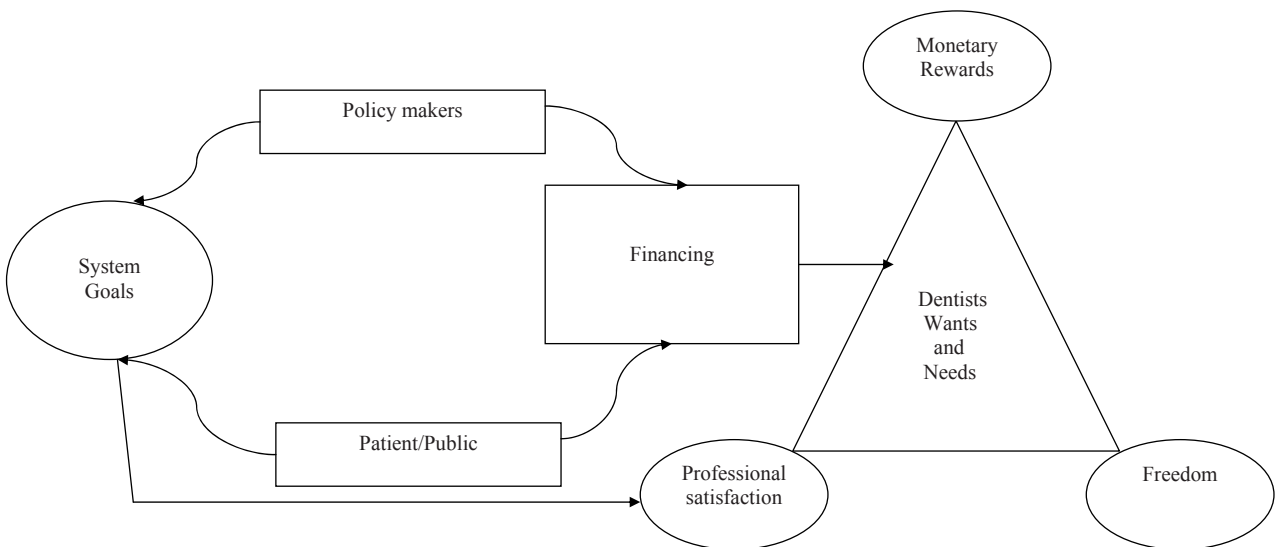 Monetary
Rewards
Policy makers
Financing
System
Goals
Dentists
Wants
and
Needs
Patient/Public
Professional
satisfaction
Freedom